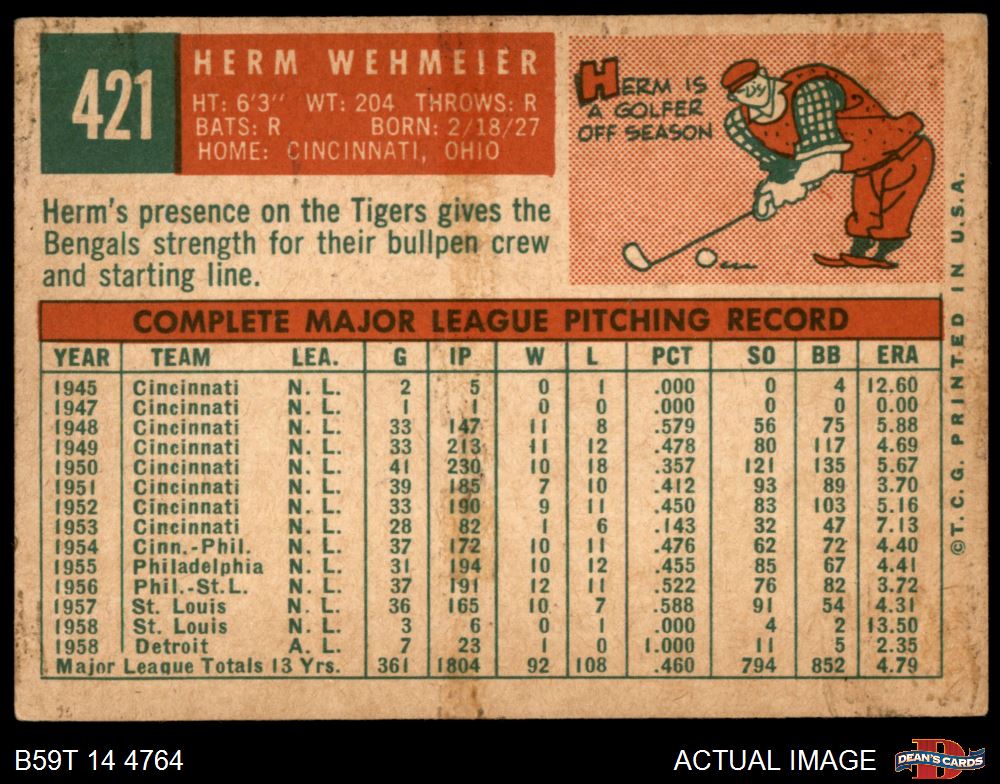 421
HERM WEHMEIER
HT: 6'3" WT: 204 THROWS: R
BATS: R BORN: 2/18/27
HOME: CINCINNATI, OHIO
HERM IS
A GOLFER
OFF SEASON
Herm's presence on the Tigers gives the
Bengals strength for their bullpen crew
and starting line.
COMPLETE MAJOR LEAGUE PITCHING RECORD
YEAR TEAM LEA. G IP W L PCT SO BB ERA
1945 Cincinnati N. L. 2 5 0 1 .000 0 4 12.60
1947 Cincinnati N. L. 1 1 0 0 .000 0 0 0.00
1948 Cincinnati N. L. 33 147 11 8 .579 56 75 5.88
1949 Cincinnati N. L. 33 213 11 12 .478 80 117 4.69
1950 Cincinnati N. L. 41 230 10 18 .357 121 135 5.67
1951 Cincinnati N. L. 39 185 7 10 .412 93 89 3.70
1952 Cincinnati N. L. 33 190 9 11 .450 83 103 5.16
1953 Cincinnati N. L. 28 82 1 6 .143 32 47 7.13
1954 Cinn.-Phil. N. L. 37 172 10 11 .476 62 72 4.40
1955 Philadelphia N. L. 31 194 10 12 .455 85 67 4.41
1956 Phil.-St.L. N. L. 37 191 12 11 .522 76 82 3.72
1957 St. Louis N. L. 36 165 10 7 .588 91 54 4.31
1958 St. Louis N. L. 3 6 0 1 .000 4 2 13.50
1958 Detroit A. L. 7 23 1 0 1.000 11 5 2.35
Major League Totals 13 Yrs. 361 1804 92 108 .460 794 852 4.79
©T.C.G. PRINTED IN U.S.A.
B59T 14 4764
ACTUAL IMAGE
DEAN'S CARDS